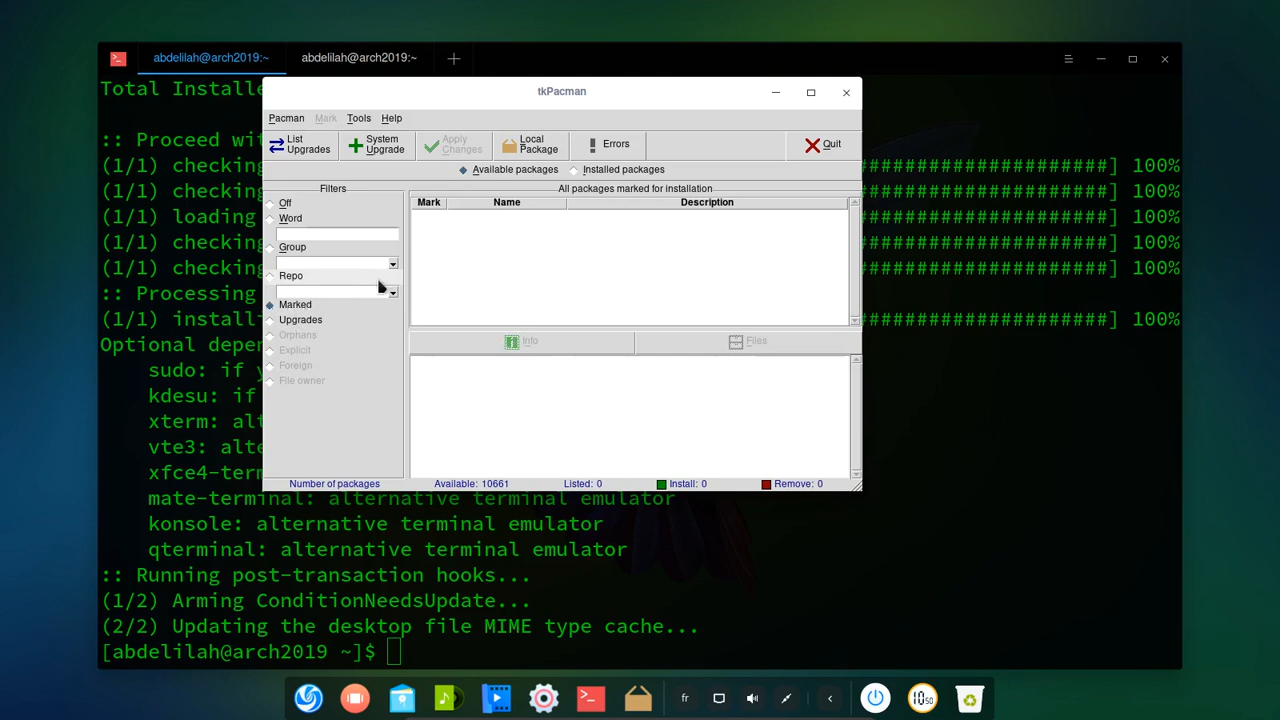 abdelilah@arch2019:~
abdelilah@arch2019:~
Total Installe
:: Proceed wi
(1/1) checking ####################] 100%
(1/1) checking ####################] 100%
(1/1) loading ####################] 100%
(1/1) checking ####################] 100%
(1/1) checking ####################] 100%
:: Processing
(1/1) install ####################] 100%
Optional deper
sudo: if y
kdesu: if
xterm: alt
vte3: alte
xfce4-term
mate-terminal: alternative terminal emulator
konsole: alternative terminal emulator
qterminal: alternative terminal emulator
:: Running post-transaction hooks...
(1/2) Arming ConditionNeedsUpdate...
(2/2) Updating the desktop file MIME type cache...
[abdelilah@arch2019 ~]$
tkPacman
Pacman Mark Tools Help
List Upgrades
System Upgrade
Apply Changes
Local Package
Errors
Quit
Available packages Installed packages
Filters
Off
Word
Group
Repo
Marked
Upgrades
Orphans
Explicit
Foreign
File owner
All packages marked for installation
Mark Name Description
Info Files
Number of packages Available: 10661 Listed: 0 Install: 0 Remove: 0
fr
10 50